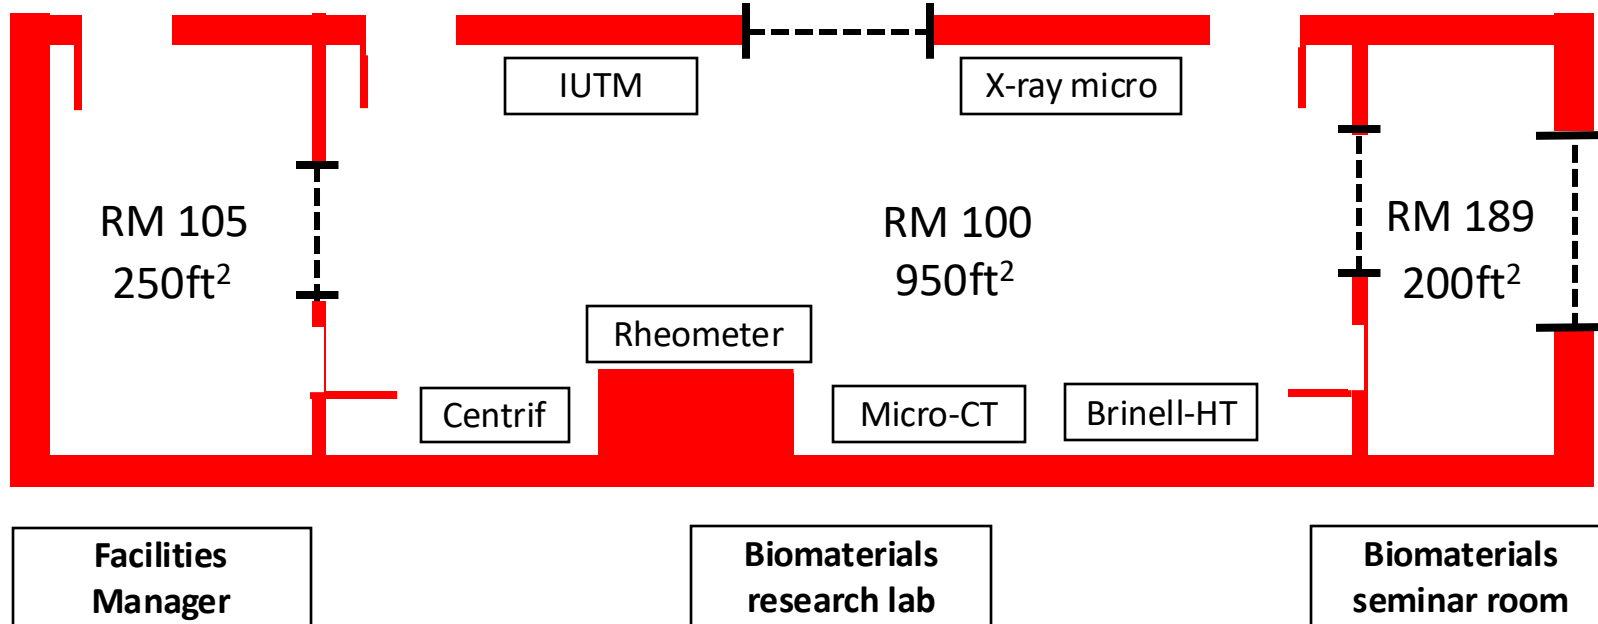 IUTM
X-ray micro
RM 105
250ft²
RM 100
950ft²
RM 189
200ft²
Rheometer
Centrif
Micro-CT
Brinell-HT
Facilities
Manager
Biomaterials
research lab
Biomaterials
seminar room